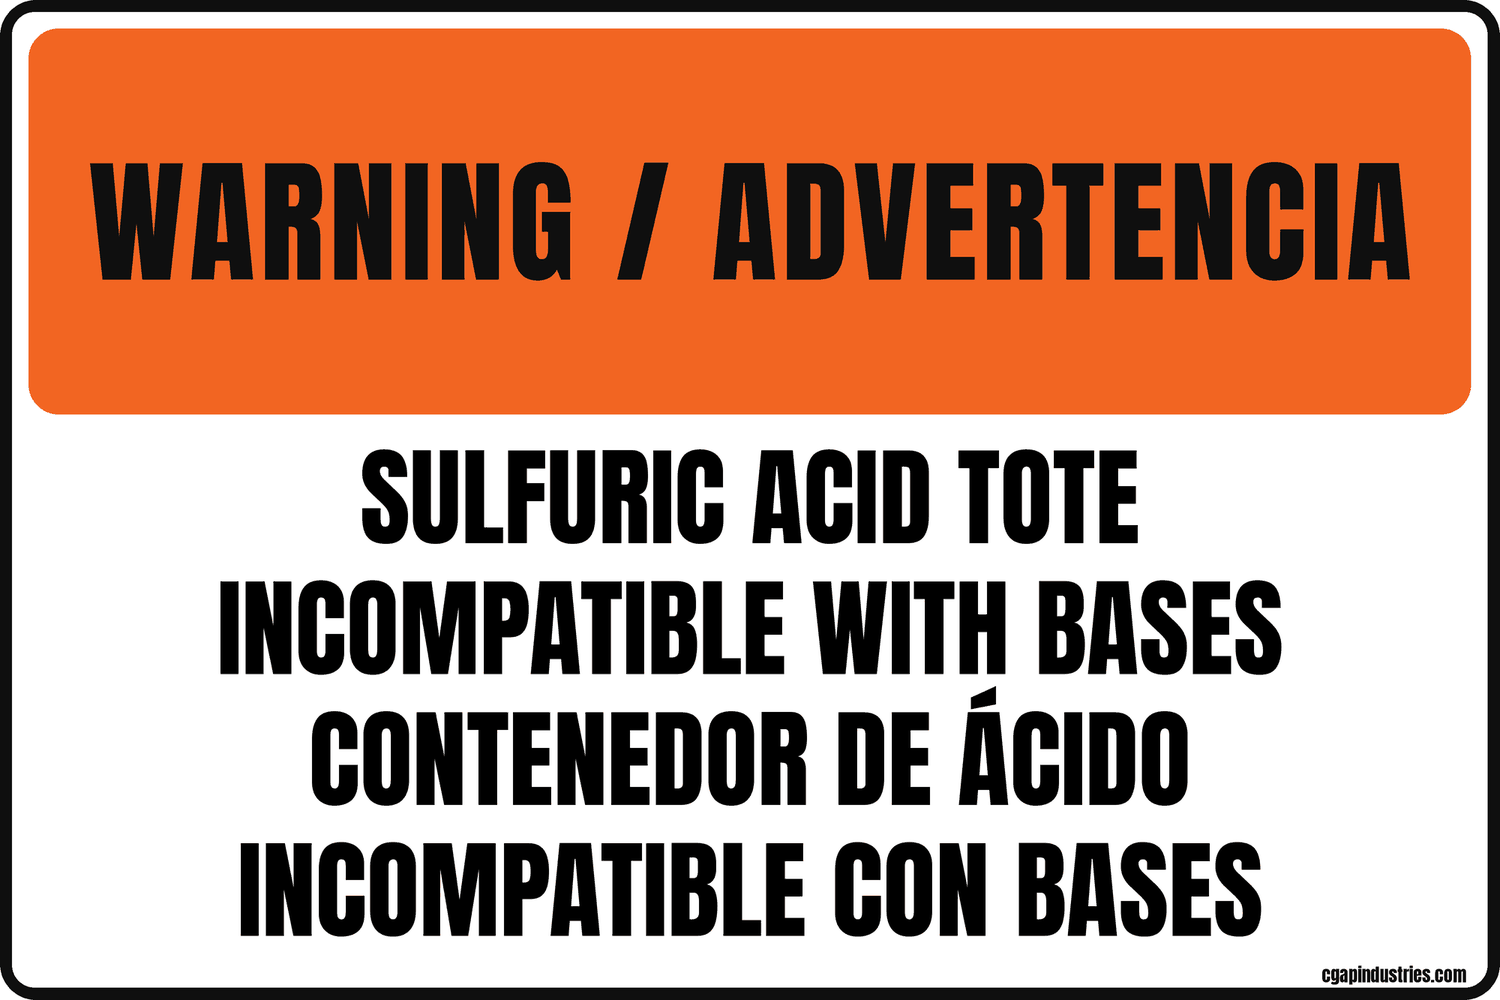 WARNING / ADVERTENCIA
SULFURIC ACID TOTE
INCOMPATIBLE WITH BASES
CONTENEDOR DE ÁCIDO
INCOMPATIBLE CON BASES
cgapindustries.com